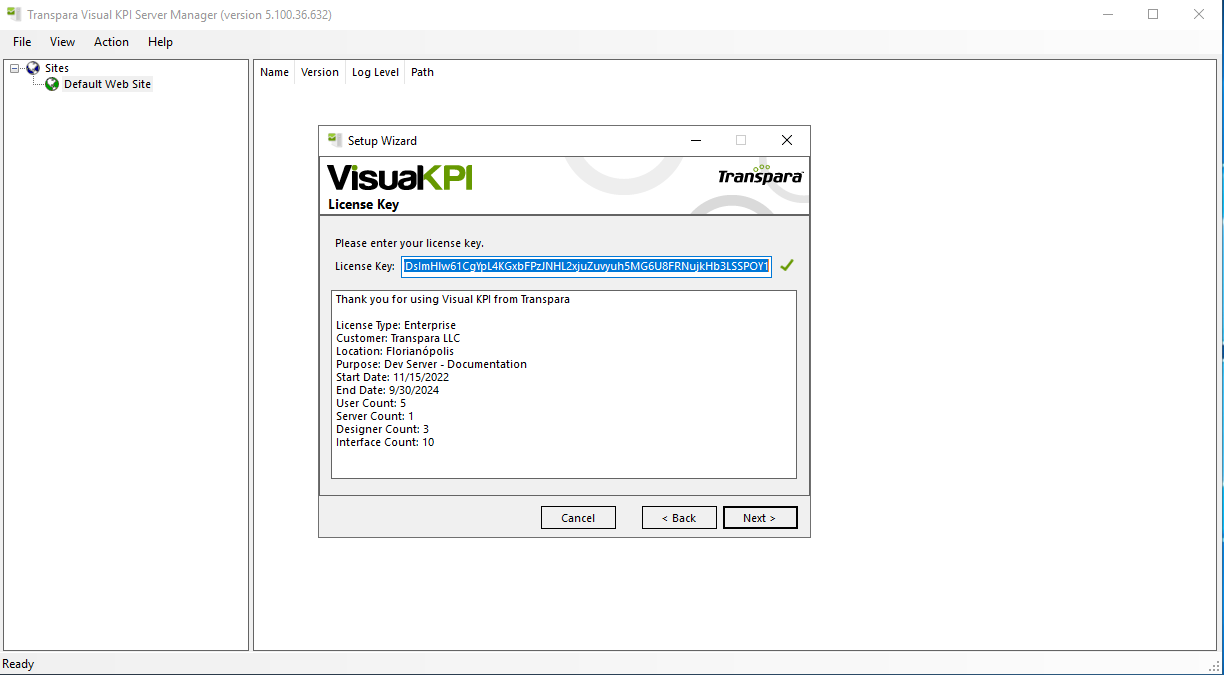 Transpara Visual KPI Server Manager (version 5.100.36.632)
File View Action Help
Sites
Default Web Site
Name Version Log Level Path
Setup Wizard
VisualKPI
Transpara
License Key
Please enter your license key.
License Key: DsImHIw61CgYpL4KGxbFPzJNHL2xjuZuvyuh5MG6U8FRNujkHb3LSSPOY1
Thank you for using Visual KPI from Transpara
License Type: Enterprise
Customer: Transpara LLC
Location: Florianópolis
Purpose: Dev Server - Documentation
Start Date: 11/15/2022
End Date: 9/30/2024
User Count: 5
Server Count: 1
Designer Count: 3
Interface Count: 10
Cancel < Back Next >
Ready